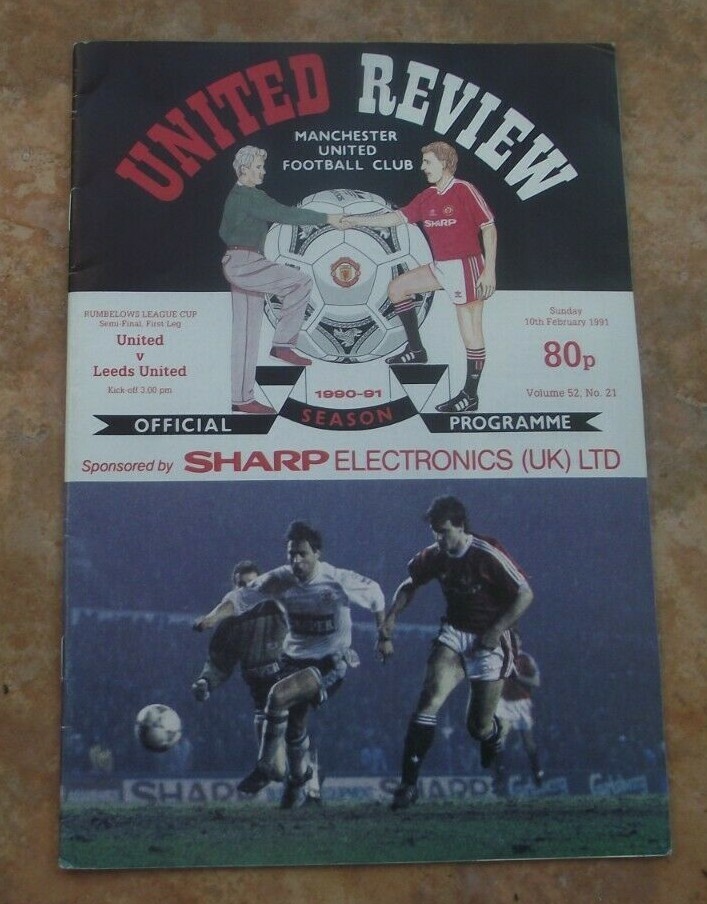 UNITED REVIEW
MANCHESTER
UNITED
FOOTBALL CLUB
SHARP
RUMBELOWS LEAGUE CUP
Semi-Final, First Leg
United
v
Leeds United
Kick-off 3.00 pm
Sunday
10th February 1991
80p
Volume 52, No. 21
1990-91
OFFICIAL SEASON PROGRAMME
Sponsored by SHARP ELECTRONICS (UK) LTD
SHARP
SHARP